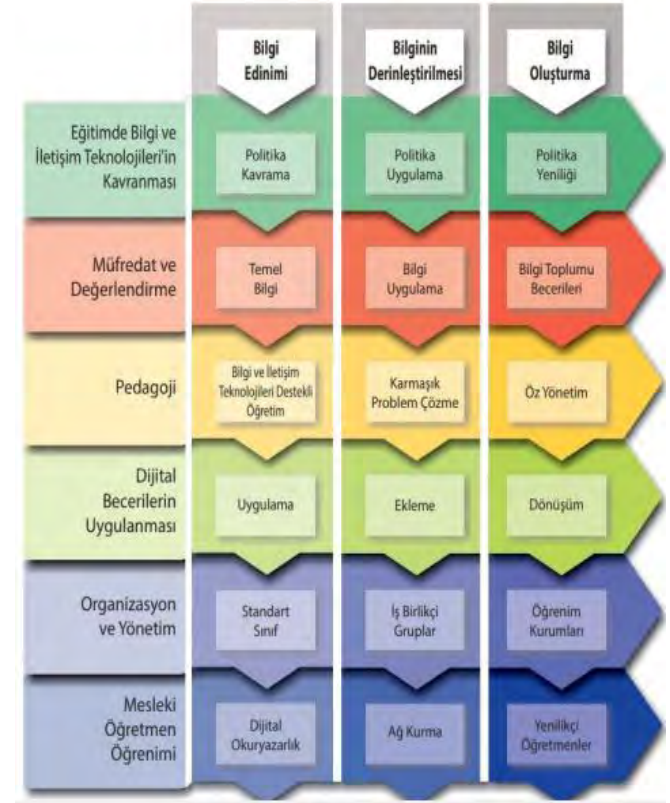 Bilgi
Edinimi
Bilginin
Derinleştirilmesi
Bilgi
Oluşturma
Eğitimde Bilgi ve
İletişim Teknolojileri'in
Kavranması
Politika
Kavrama
Politika
Uygulama
Politika
Yeniliği
Müfredat ve
Değerlendirme
Temel
Bilgi
Bilgi
Uygulama
Bilgi Toplumu
Becerileri
Pedagoji
Bilgi ve İletişim
Teknolojileri Destekli
Öğretim
Karmaşık
Problem Çözme
Öz Yönetim
Dijital
Becerilerin
Uygulanması
Uygulama
Ekleme
Dönüşüm
Organizasyon
ve Yönetim
Standart
Sınıf
İş Birlikçi
Gruplar
Öğrenim
Kurumları
Mesleki
Öğretmen
Öğrenimi
Dijital
Okuryazarlık
Ağ Kurma
Yenilikçi
Öğretmenler